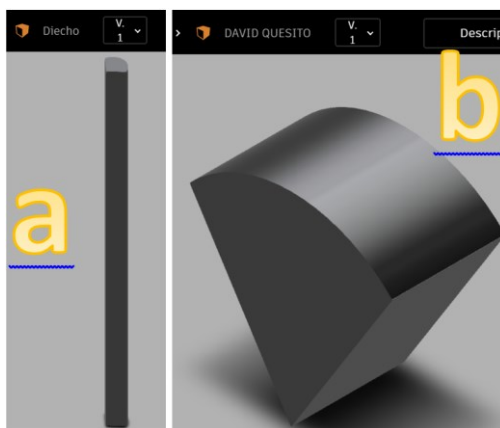 Diecho
V.
1
DAVID QUESITO
V.
1
Descrip
a
b